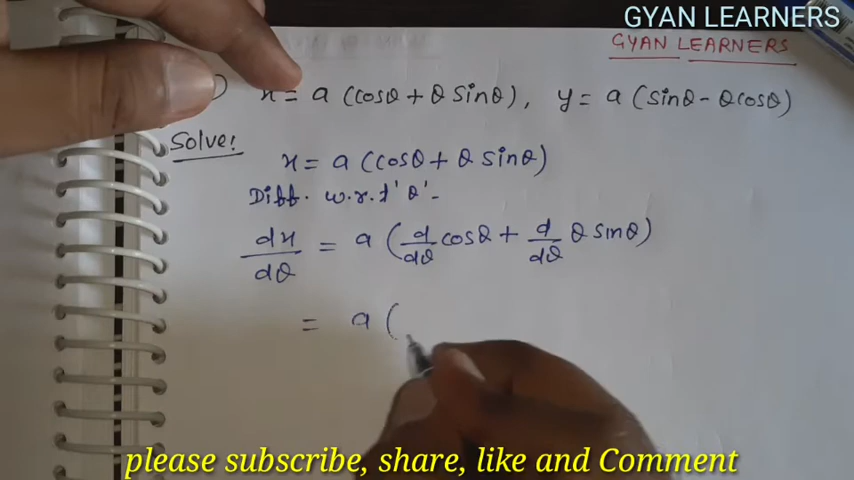 GYAN LEARNERS
GYAN LEARNERS
x = a (cosθ + θ sinθ), y = a (sinθ - θcosθ)
Solve!
x = a (cosθ + θ sinθ)
Diff. w.r.t 'θ' -
dx/dθ = a (d/dθ cosθ + d/dθ θ sinθ)
= a (
please subscribe, share, like and Comment